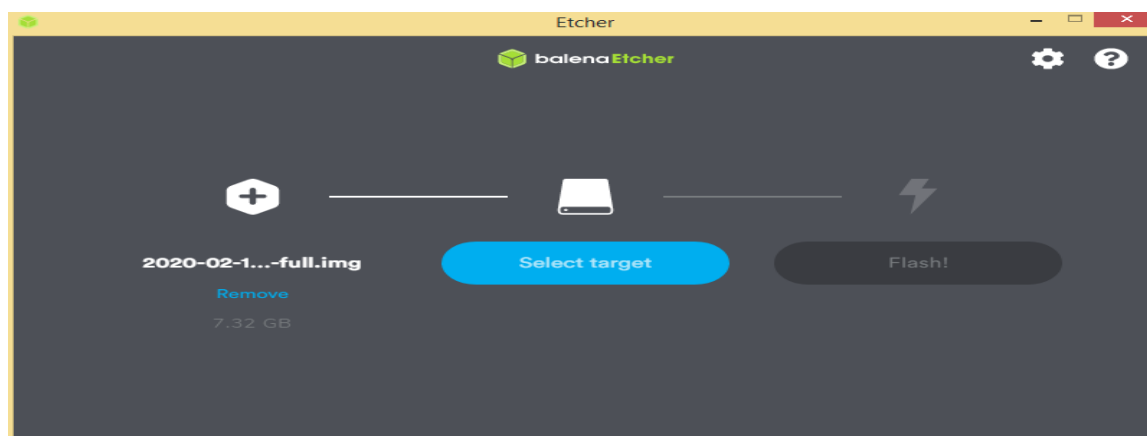 Etcher
balenaEtcher
2020-02-1...-full.img
Select target
Flash!
Remove
7.32 GB